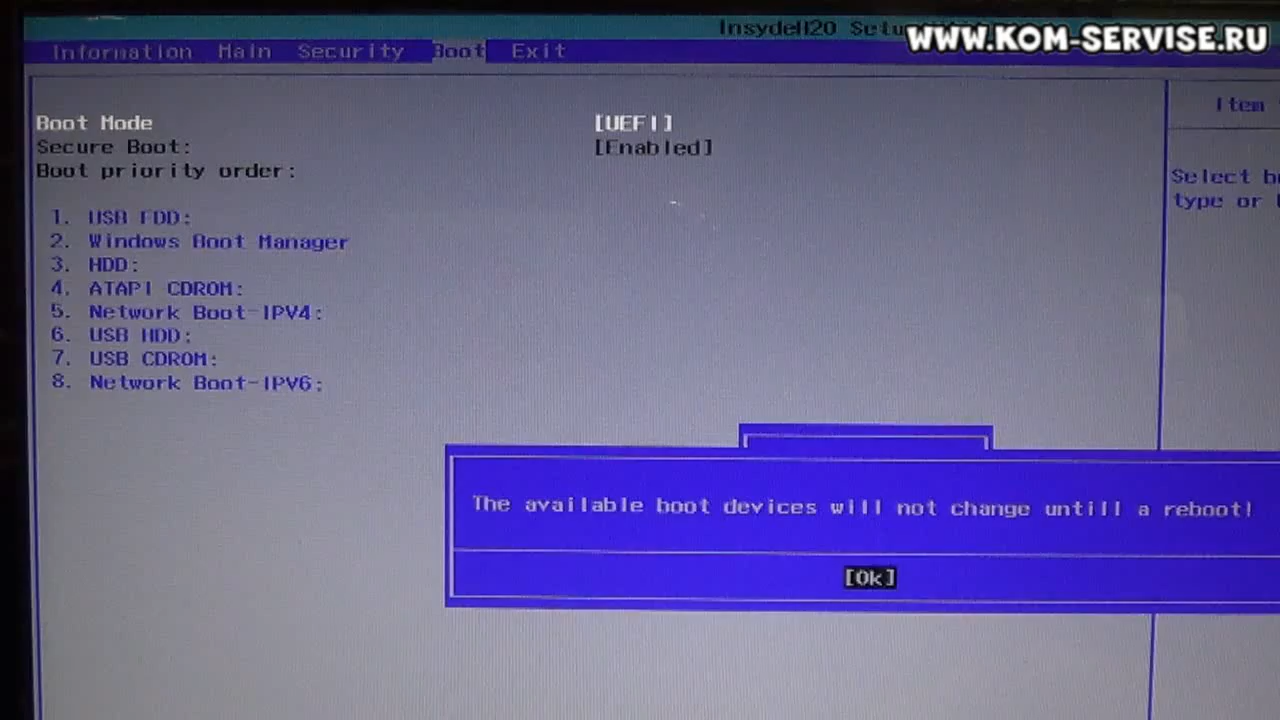 InsydeH20
WWW.KOM-SERVISE.RU
Information Main Security Boot Exit
Item
Boot Mode [UEFI]
Secure Boot: [Enabled]
Boot priority order:
Select
type or
1. USB FDD:
2. Windows Boot Manager
3. HDD:
4. ATAPI CDROM:
5. Network Boot-IPV4:
6. USB HDD:
7. USB CDROM:
8. Network Boot-IPV6:
The available boot devices will not change untill a reboot!
[Ok]